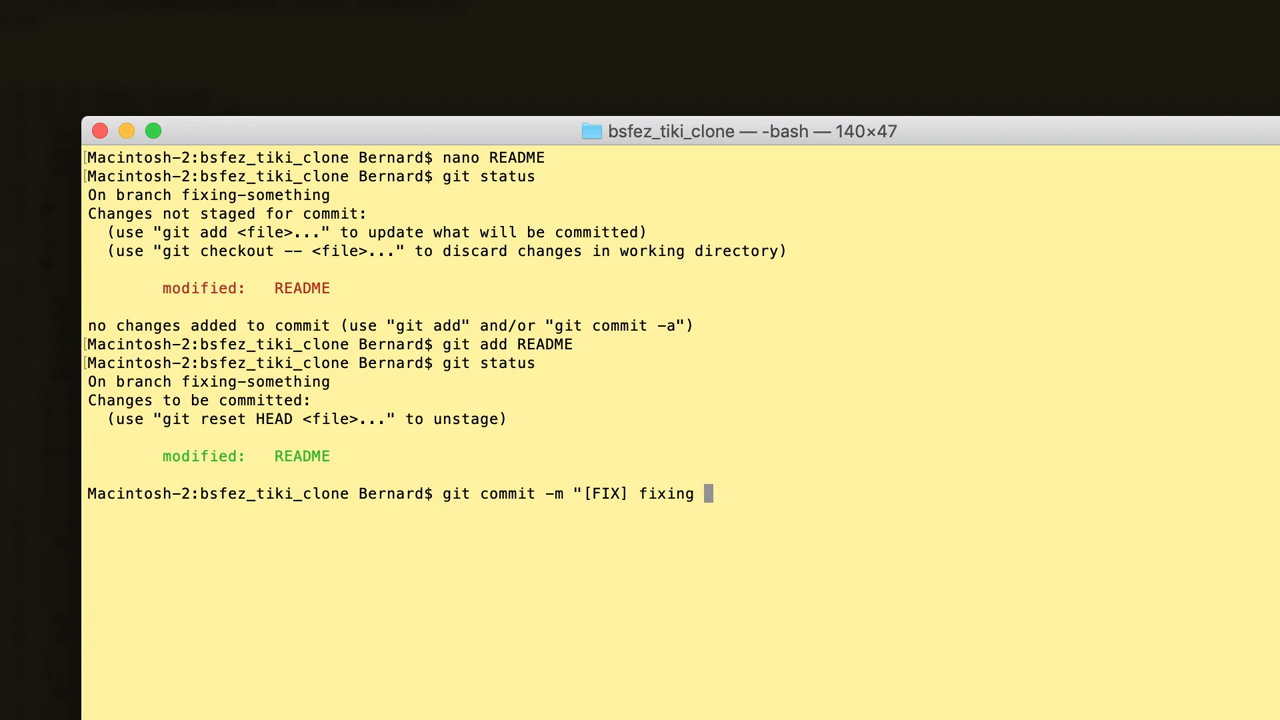 bsfez_tiki_clone — -bash — 140×47
[Macintosh-2:bsfez_tiki_clone Bernard$ nano README
[Macintosh-2:bsfez_tiki_clone Bernard$ git status
On branch fixing-something
Changes not staged for commit:
  (use "git add <file>..." to update what will be committed)
  (use "git checkout -- <file>..." to discard changes in working directory)
        modified:   README
no changes added to commit (use "git add" and/or "git commit -a")
[Macintosh-2:bsfez_tiki_clone Bernard$ git add README
[Macintosh-2:bsfez_tiki_clone Bernard$ git status
On branch fixing-something
Changes to be committed:
  (use "git reset HEAD <file>..." to unstage)
        modified:   README
Macintosh-2:bsfez_tiki_clone Bernard$ git commit -m "[FIX] fixing